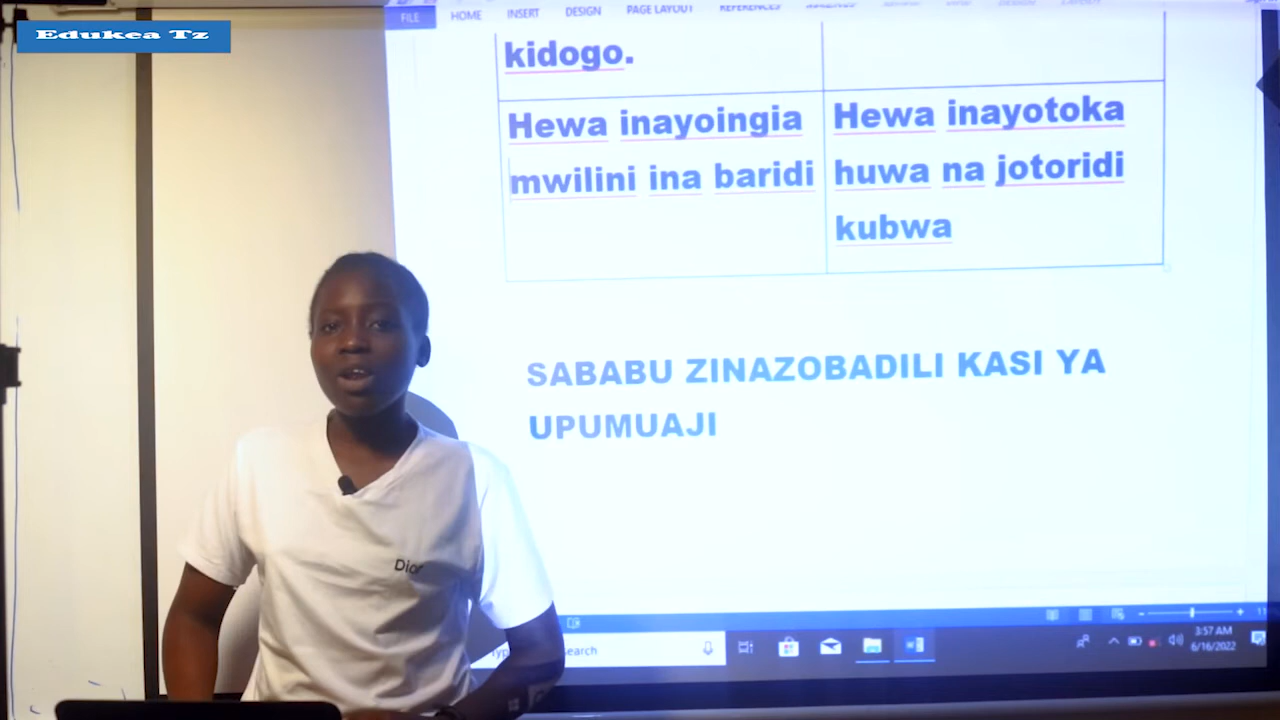 Edukea Tz
FILE HOME INSERT DESIGN PAGE LAYOUT REFERENCES
kidogo.
Hewa inayoingia
mwilini ina baridi
Hewa inayotoka
huwa na jotoridi
kubwa
SABABU ZINAZOBADILI KASI YA
UPUMUAJI
Dior
3:57 AM
6/16/2022